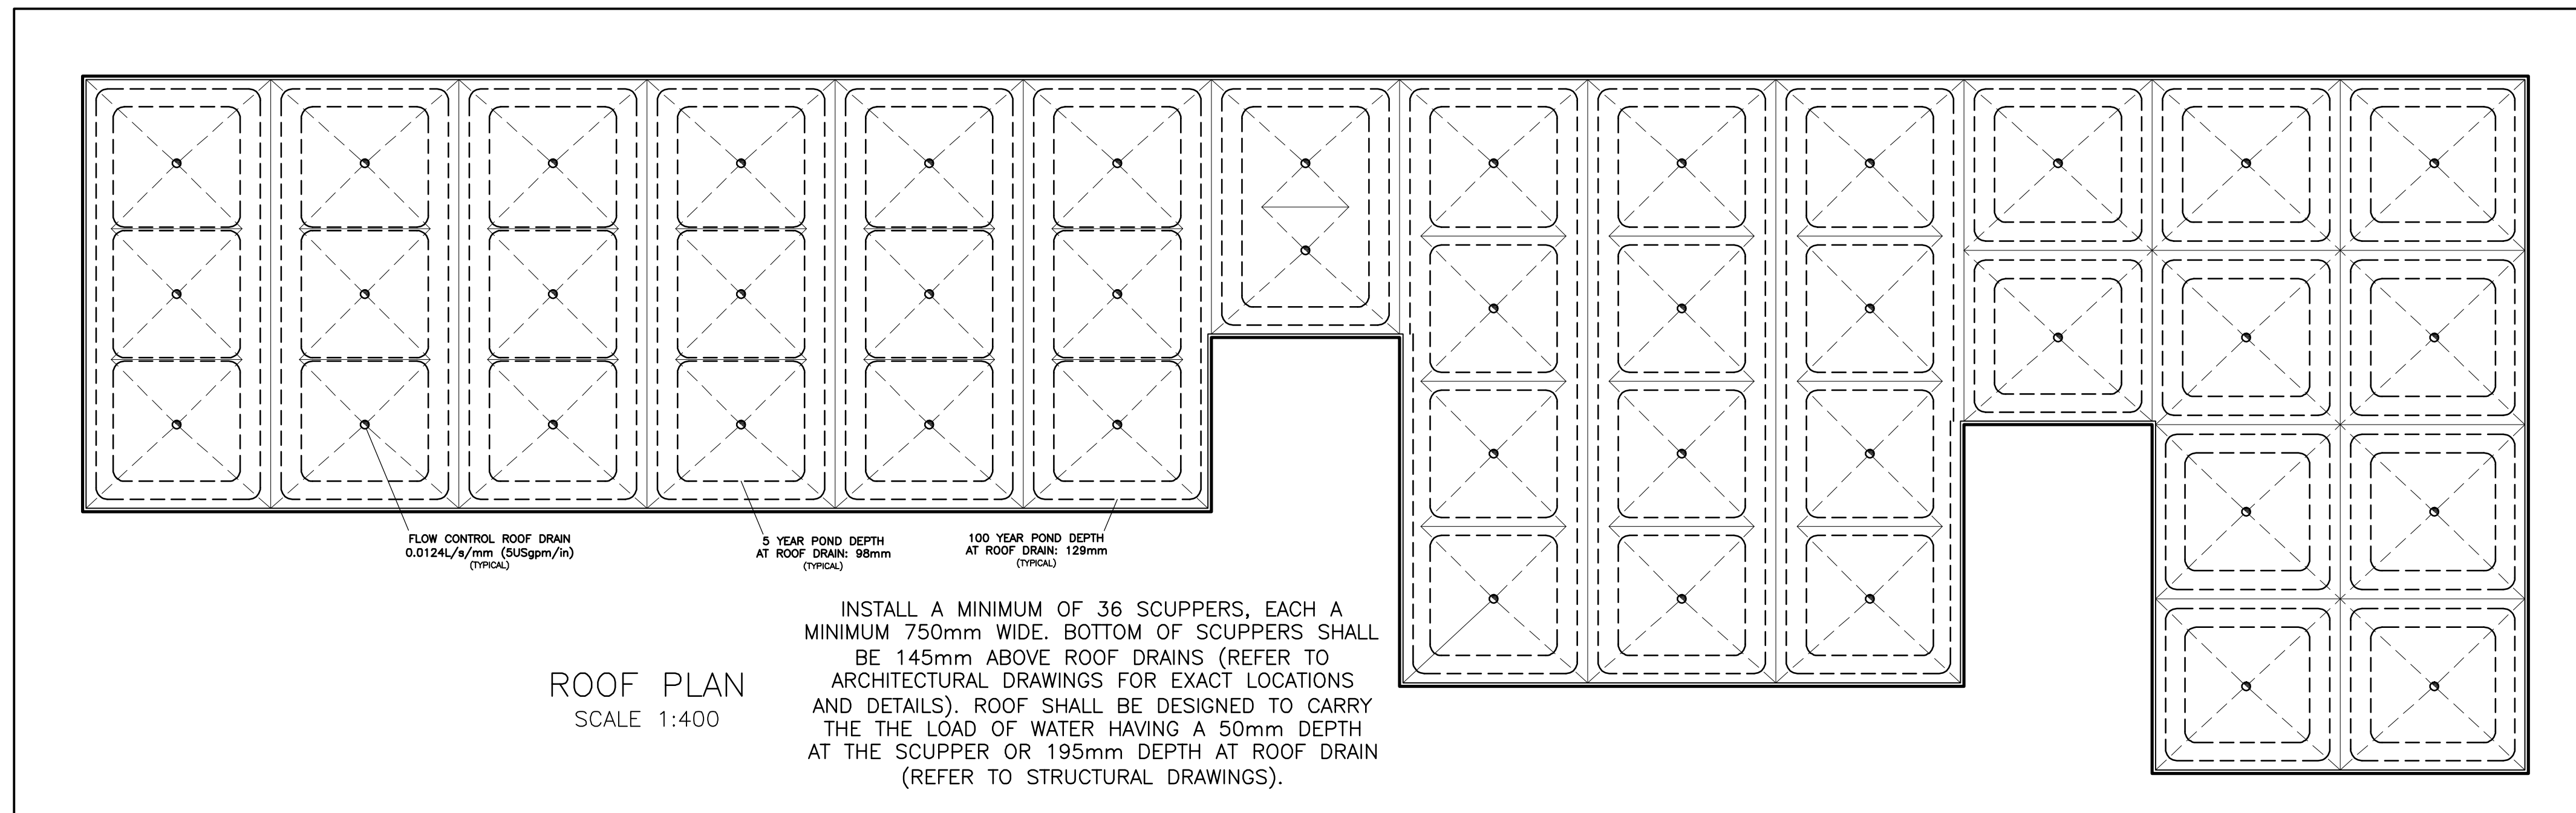 FLOW CONTROL ROOF DRAIN
0.0124L/s/mm (5USgpm/in)
(TYPICAL)
5 YEAR POND DEPTH
AT ROOF DRAIN: 98mm
(TYPICAL)
100 YEAR POND DEPTH
AT ROOF DRAIN: 129mm
(TYPICAL)
ROOF PLAN
SCALE 1:400
INSTALL A MINIMUM OF 36 SCUPPERS, EACH A
MINIMUM 750mm WIDE. BOTTOM OF SCUPPERS SHALL
BE 145mm ABOVE ROOF DRAINS (REFER TO
ARCHITECTURAL DRAWINGS FOR EXACT LOCATIONS
AND DETAILS). ROOF SHALL BE DESIGNED TO CARRY
THE THE LOAD OF WATER HAVING A 50mm DEPTH
AT THE SCUPPER OR 195mm DEPTH AT ROOF DRAIN
(REFER TO STRUCTURAL DRAWINGS).